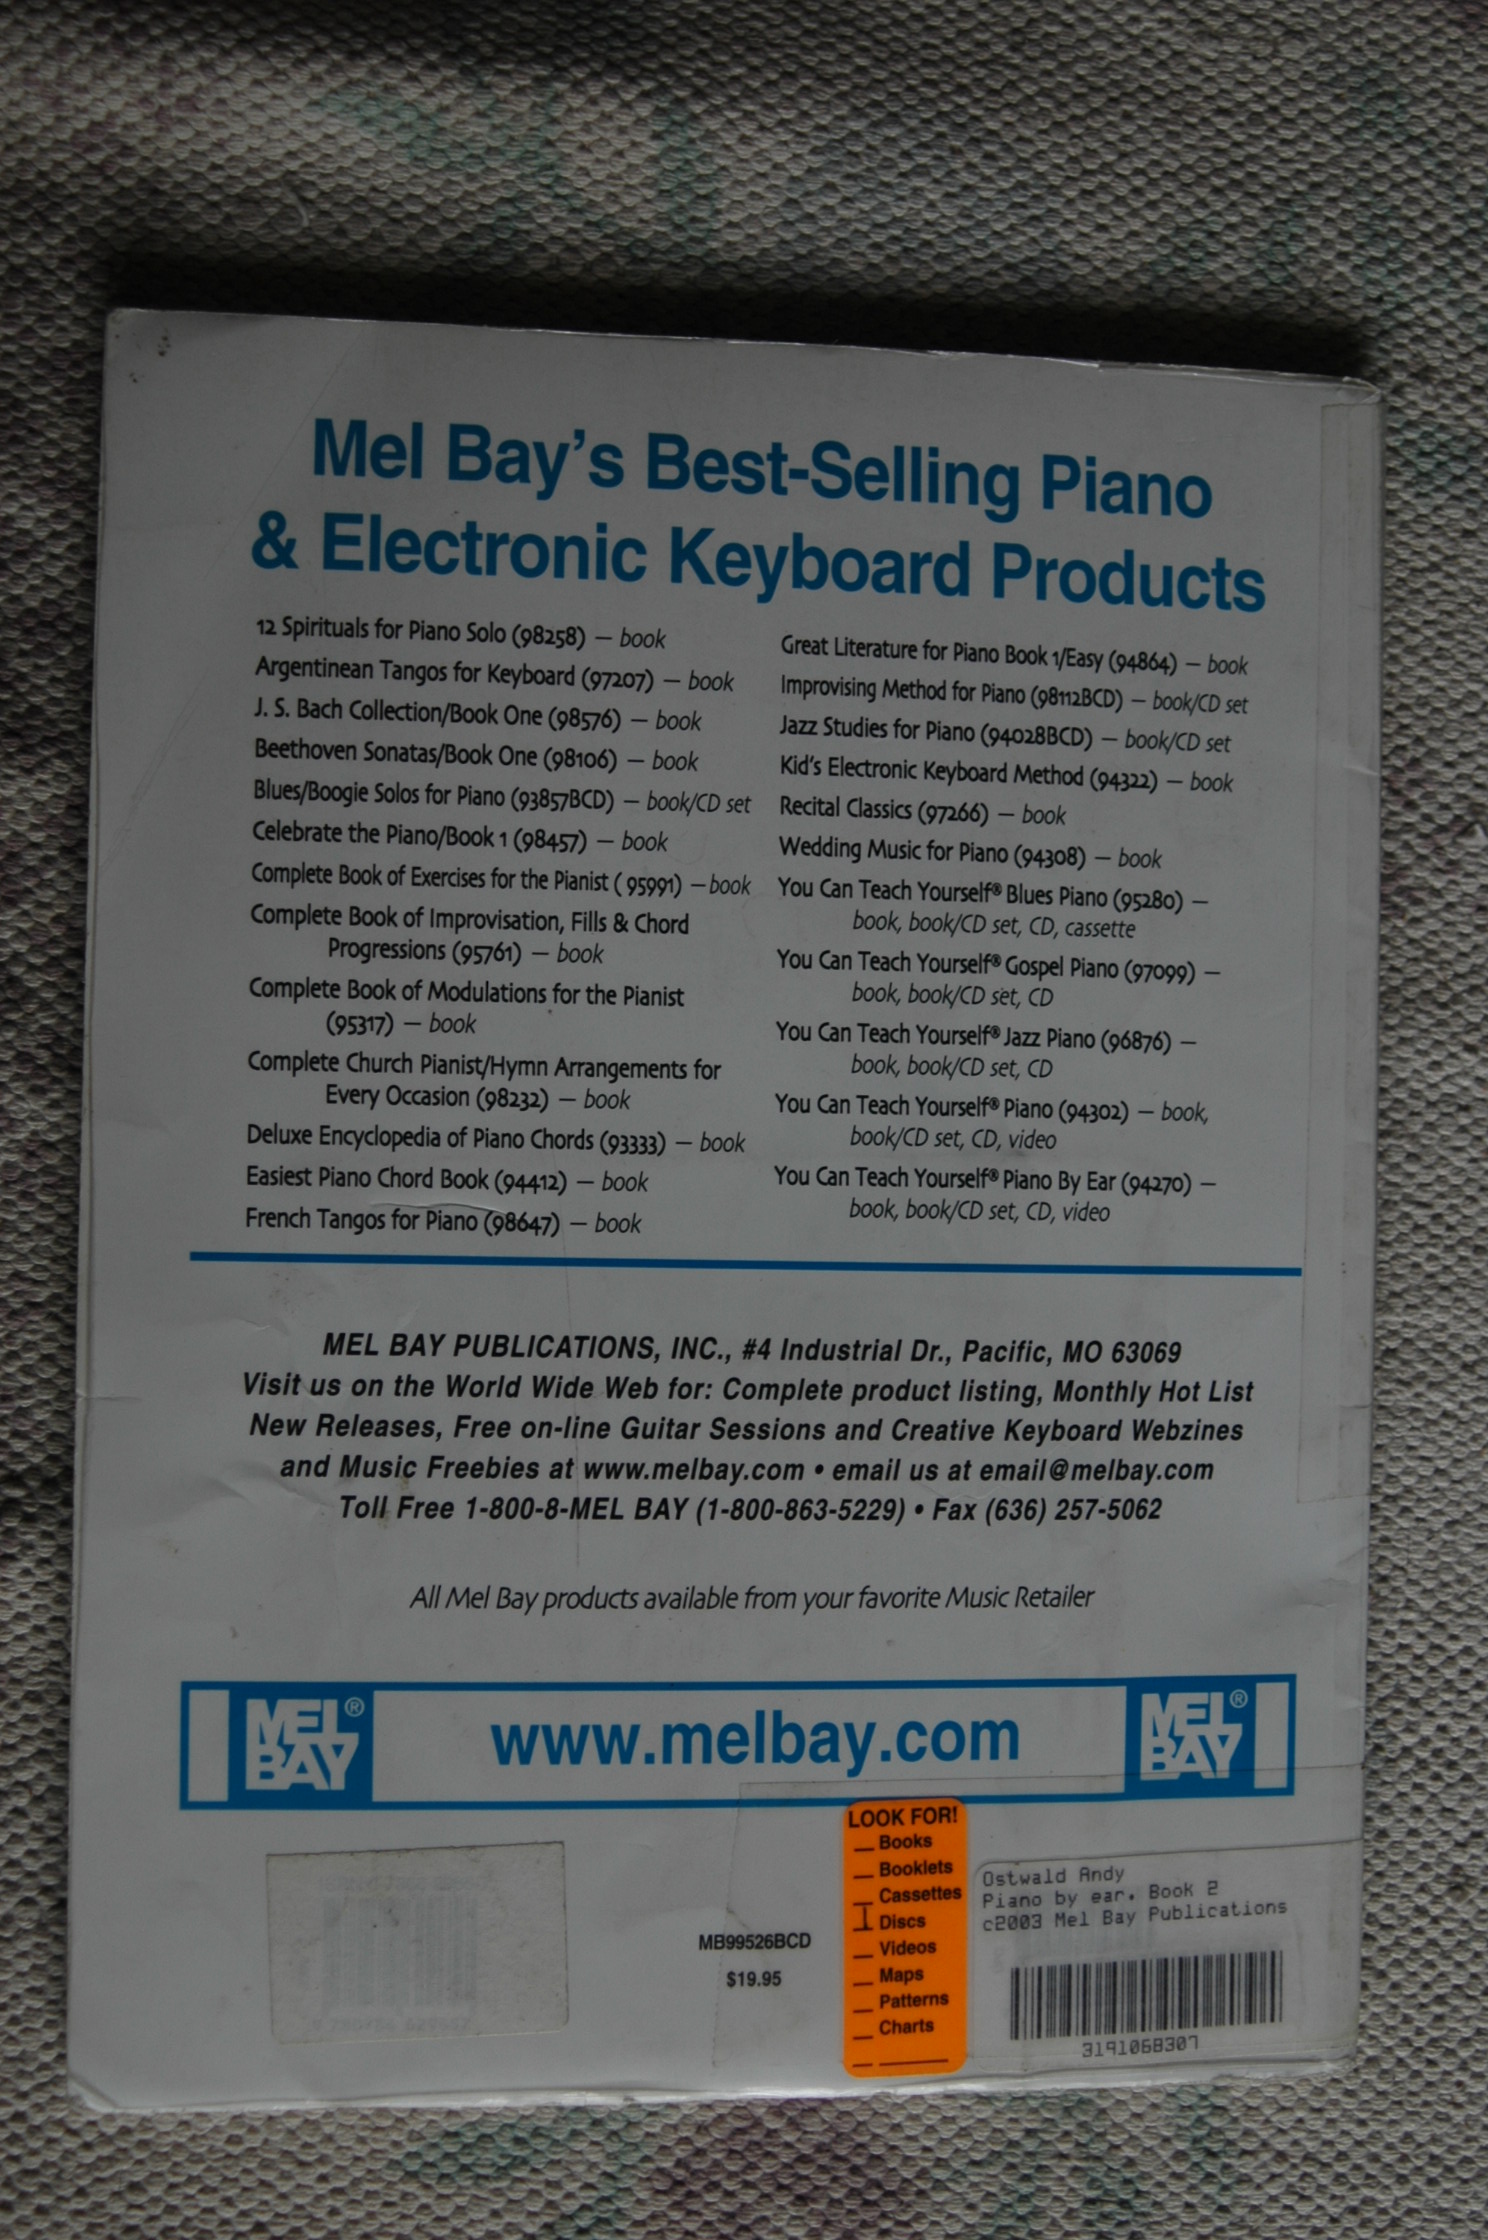 Mel Bay's Best-Selling Piano
& Electronic Keyboard Products
12 Spirituals for Piano Solo (98258) — book
Argentinean Tangos for Keyboard (97207) — book
J. S. Bach Collection/Book One (98576) — book
Beethoven Sonatas/Book One (98106) — book
Blues/Boogie Solos for Piano (93857BCD) — book/CD set
Celebrate the Piano/Book 1 (98457) — book
Complete Book of Exercises for the Pianist ( 95991) —book
Complete Book of Improvisation, Fills & Chord
Progressions (95761) — book
Complete Book of Modulations for the Pianist
(95317) — book
Complete Church Pianist/Hymn Arrangements for
Every Occasion (98232) — book
Deluxe Encyclopedia of Piano Chords (93333) — book
Easiest Piano Chord Book (94412) — book
French Tangos for Piano (98647) — book
Great Literature for Piano Book 1/Easy (94864) — book
Improvising Method for Piano (98112BCD) — book/CD set
Jazz Studies for Piano (94028BCD) — book/CD set
Kid's Electronic Keyboard Method (94322) — book
Recital Classics (97266) — book
Wedding Music for Piano (94308) — book
You Can Teach Yourself® Blues Piano (95280) —
book, book/CD set, CD, cassette
You Can Teach Yourself® Gospel Piano (97099) —
book, book/CD set, CD
You Can Teach Yourself® Jazz Piano (96876) —
book, book/CD set, CD
You Can Teach Yourself® Piano (94302) — book,
book/CD set, CD, video
You Can Teach Yourself® Piano By Ear (94270) —
book, book/CD set, CD, video
MEL BAY PUBLICATIONS, INC., #4 Industrial Dr., Pacific, MO 63069
Visit us on the World Wide Web for: Complete product listing, Monthly Hot List
New Releases, Free on-line Guitar Sessions and Creative Keyboard Webzines
and Music Freebies at www.melbay.com • email us at email@melbay.com
Toll Free 1-800-8-MEL BAY (1-800-863-5229) • Fax (636) 257-5062
All Mel Bay products available from your favorite Music Retailer
MEL BAY®
www.melbay.com
MEL BAY®
MB99526BCD
$19.95
LOOK FOR!
__ Books
__ Booklets
__ Cassettes
1 Discs
__ Videos
__ Maps
__ Patterns
__ Charts
Ostwald Andy
Piano by ear. Book 2
c2003 Mel Bay Publications
3191068307